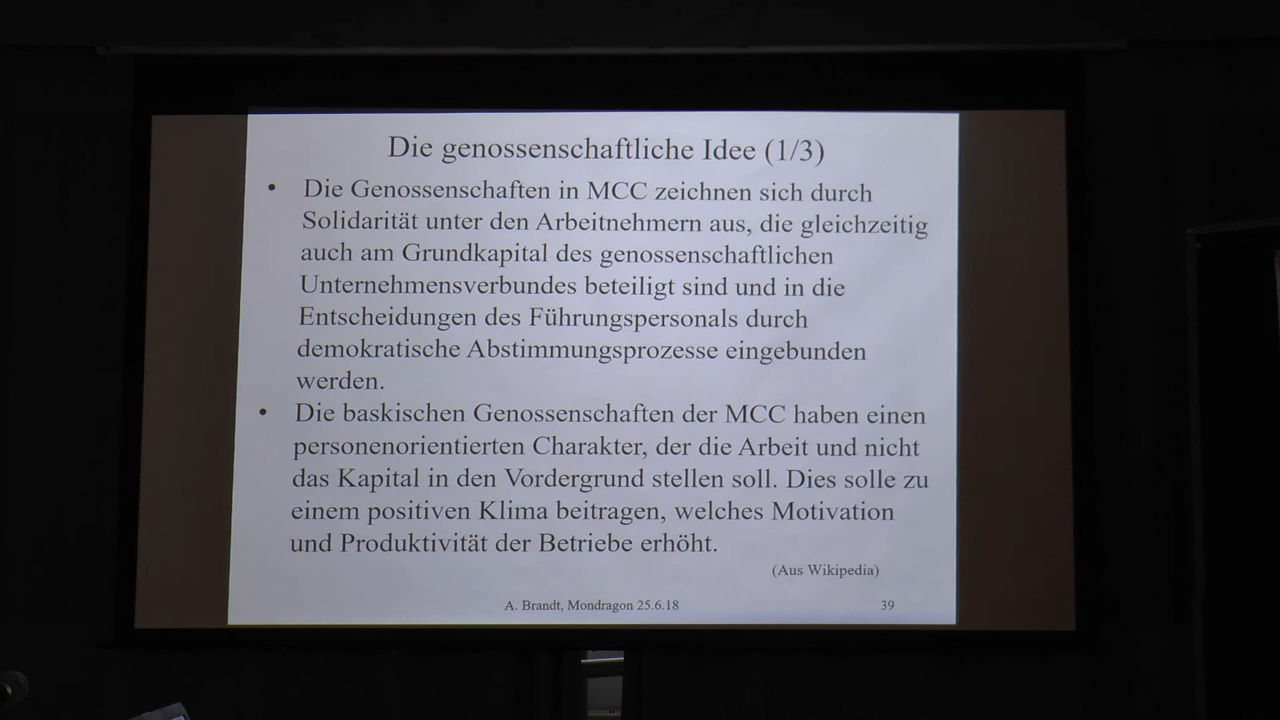 Die genossenschaftliche Idee (1/3)
• Die Genossenschaften in MCC zeichnen sich durch
Solidarität unter den Arbeitnehmern aus, die gleichzeitig
auch am Grundkapital des genossenschaftlichen
Unternehmensverbundes beteiligt sind und in die
Entscheidungen des Führungspersonals durch
demokratische Abstimmungsprozesse eingebunden
werden.
• Die baskischen Genossenschaften der MCC haben einen
personenorientierten Charakter, der die Arbeit und nicht
das Kapital in den Vordergrund stellen soll. Dies solle zu
einem positiven Klima beitragen, welches Motivation
und Produktivität der Betriebe erhöht.
(Aus Wikipedia)
A. Brandt, Mondragon 25.6.18 39